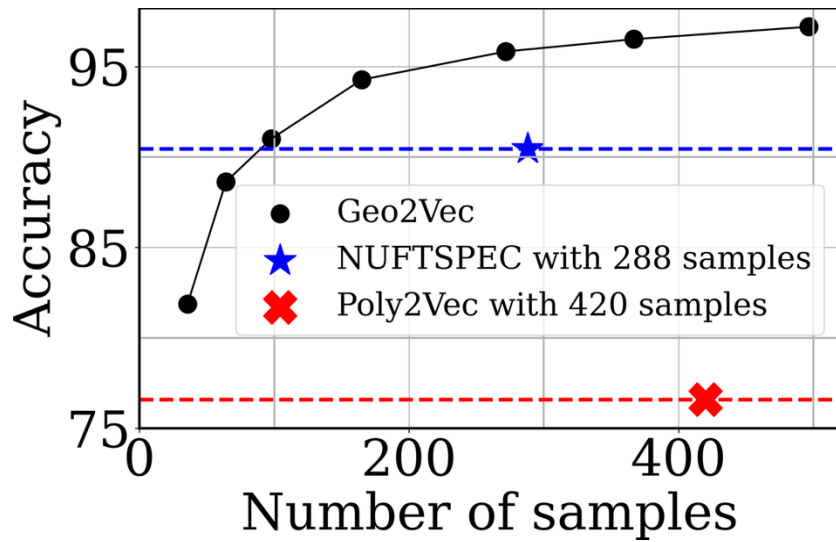 Accuracy
95
85
75
Geo2Vec
NUFTSPEC with 288 samples
Poly2Vec with 420 samples
0 200 400
Number of samples